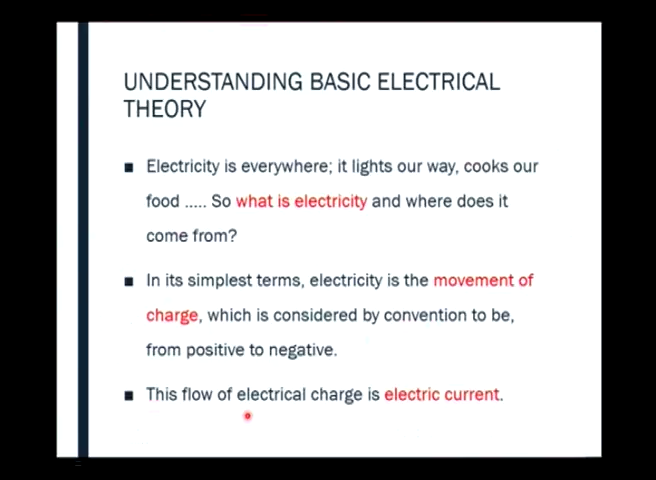 UNDERSTANDING BASIC ELECTRICAL
THEORY
■ Electricity is everywhere; it lights our way, cooks our
food ..... So what is electricity and where does it
come from?
■ In its simplest terms, electricity is the movement of
charge, which is considered by convention to be,
from positive to negative.
■ This flow of electrical charge is electric current.